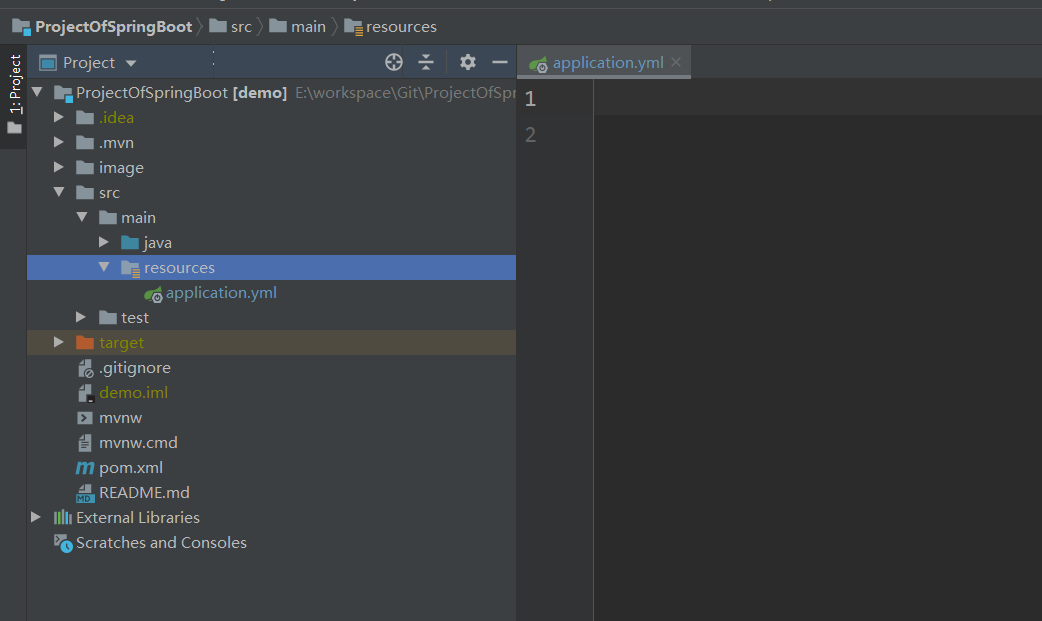 ProjectOfSpringBoot src main resources
1: Project
Project
application.yml
ProjectOfSpringBoot [demo] E:\workspace\Git\ProjectOfSpr
.idea
.mvn
image
src
main
java
resources
application.yml
test
target
.gitignore
demo.iml
mvnw
mvnw.cmd
pom.xml
README.md
External Libraries
Scratches and Consoles
1
2